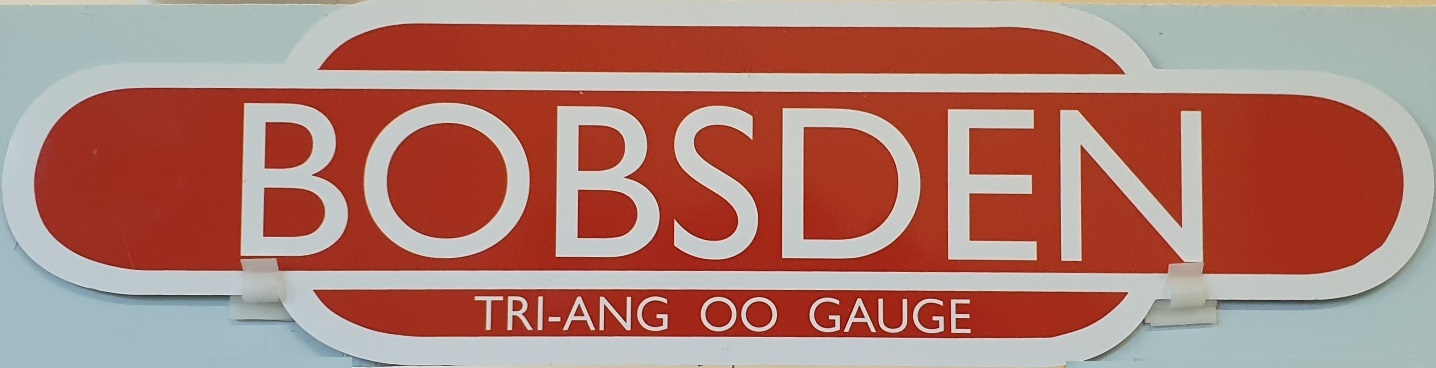 BOBSDEN
TRI-ANG OO GAUGE